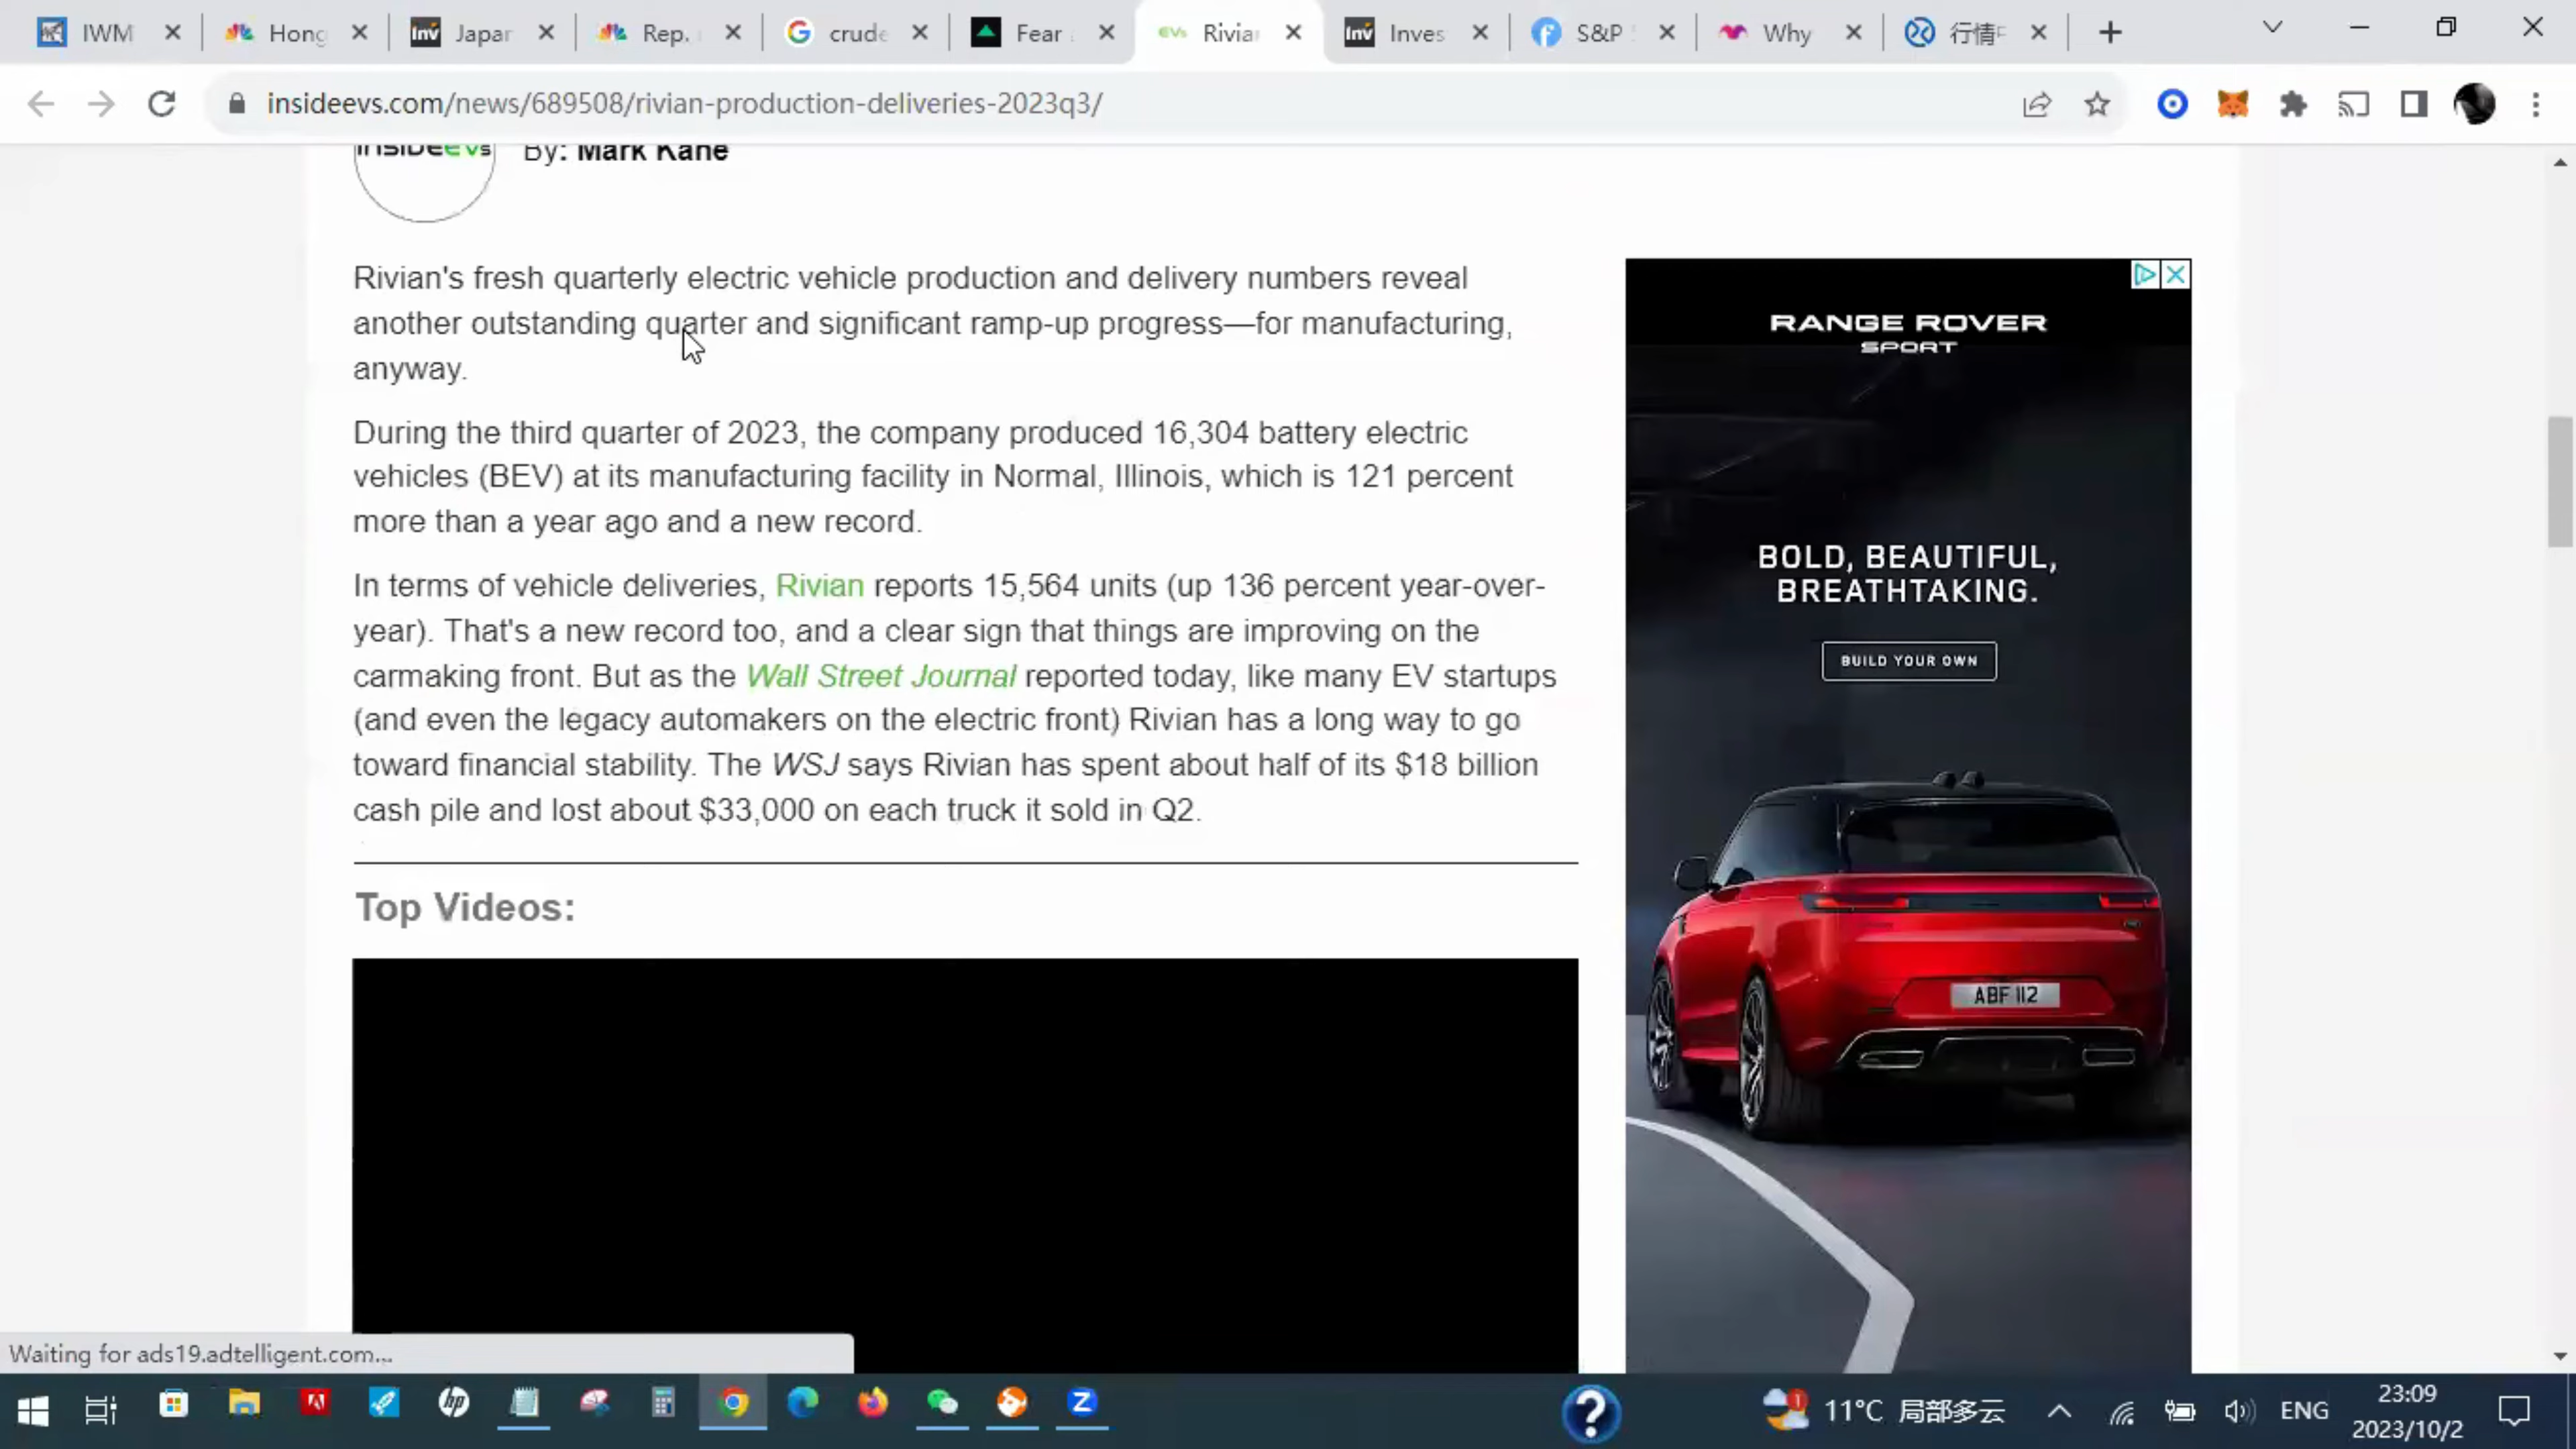 IWM
Hong
Japan
Rep.
crude
Fear
Rivian
Inves
S&P
Why
行情
insideevs.com/news/689508/rivian-production-deliveries-2023q3/
INSIDEEVs
By: Mark Kane
Rivian's fresh quarterly electric vehicle production and delivery numbers reveal
another outstanding quarter and significant ramp-up progress—for manufacturing,
anyway.
During the third quarter of 2023, the company produced 16,304 battery electric
vehicles (BEV) at its manufacturing facility in Normal, Illinois, which is 121 percent
more than a year ago and a new record.
In terms of vehicle deliveries, Rivian reports 15,564 units (up 136 percent year-over-
year). That's a new record too, and a clear sign that things are improving on the
carmaking front. But as the Wall Street Journal reported today, like many EV startups
(and even the legacy automakers on the electric front) Rivian has a long way to go
toward financial stability. The WSJ says Rivian has spent about half of its $18 billion
cash pile and lost about $33,000 on each truck it sold in Q2.
Top Videos:
RANGE ROVER
SPORT
BOLD, BEAUTIFUL,
BREATHTAKING.
BUILD YOUR OWN
ABF 112
Waiting for ads19.adtelligent.com...
11°C 局部多云
ENG
23:09
2023/10/2